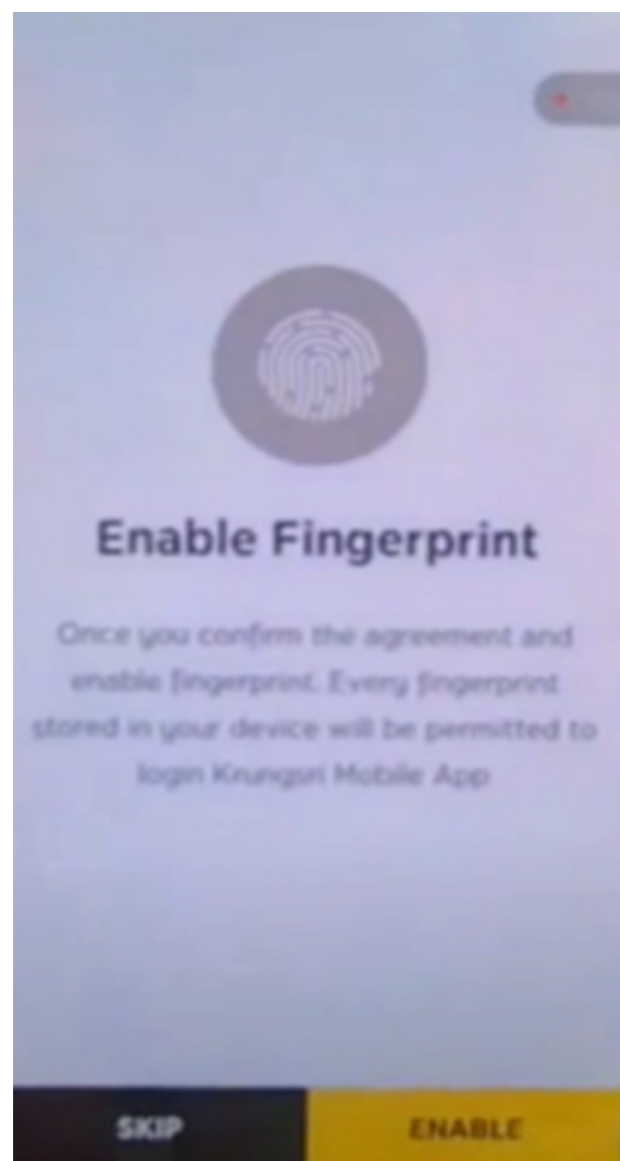 Enable Fingerprint
Once you confirm the agreement and
enable fingerprint. Every fingerprint
stored in your device will be permitted to
login Krungsri Mobile App
SKIP
ENABLE